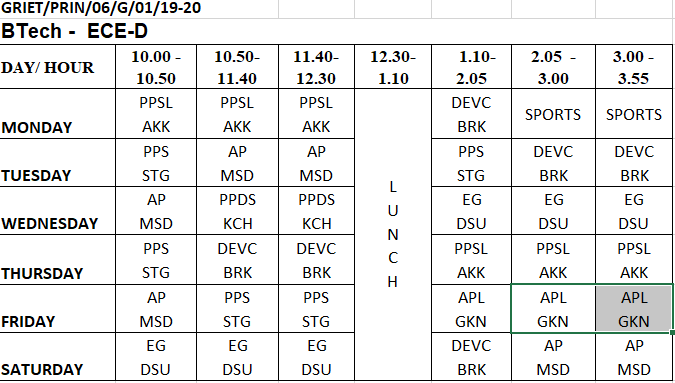 GRIET/PRIN/06/G/01/19-20
BTech - ECE-D
DAY/ HOUR 10.00 - 10.50 10.50- 11.40 11.40- 12.30 12.30- 1.10 1.10- 2.05 2.05 - 3.00 3.00 - 3.55
MONDAY PPSL AKK PPSL AKK PPSL AKK LUNCH DEVC BRK SPORTS SPORTS
TUESDAY PPS STG AP MSD AP MSD PPS STG DEVC BRK DEVC BRK
WEDNESDAY AP MSD PPDS KCH PPDS KCH EG DSU EG DSU EG DSU
THURSDAY PPS STG DEVC BRK DEVC BRK PPSL AKK PPSL AKK PPSL AKK
FRIDAY AP MSD PPS STG PPS STG APL GKN APL GKN APL GKN
SATURDAY EG DSU EG DSU EG DSU DEVC BRK AP MSD AP MSD